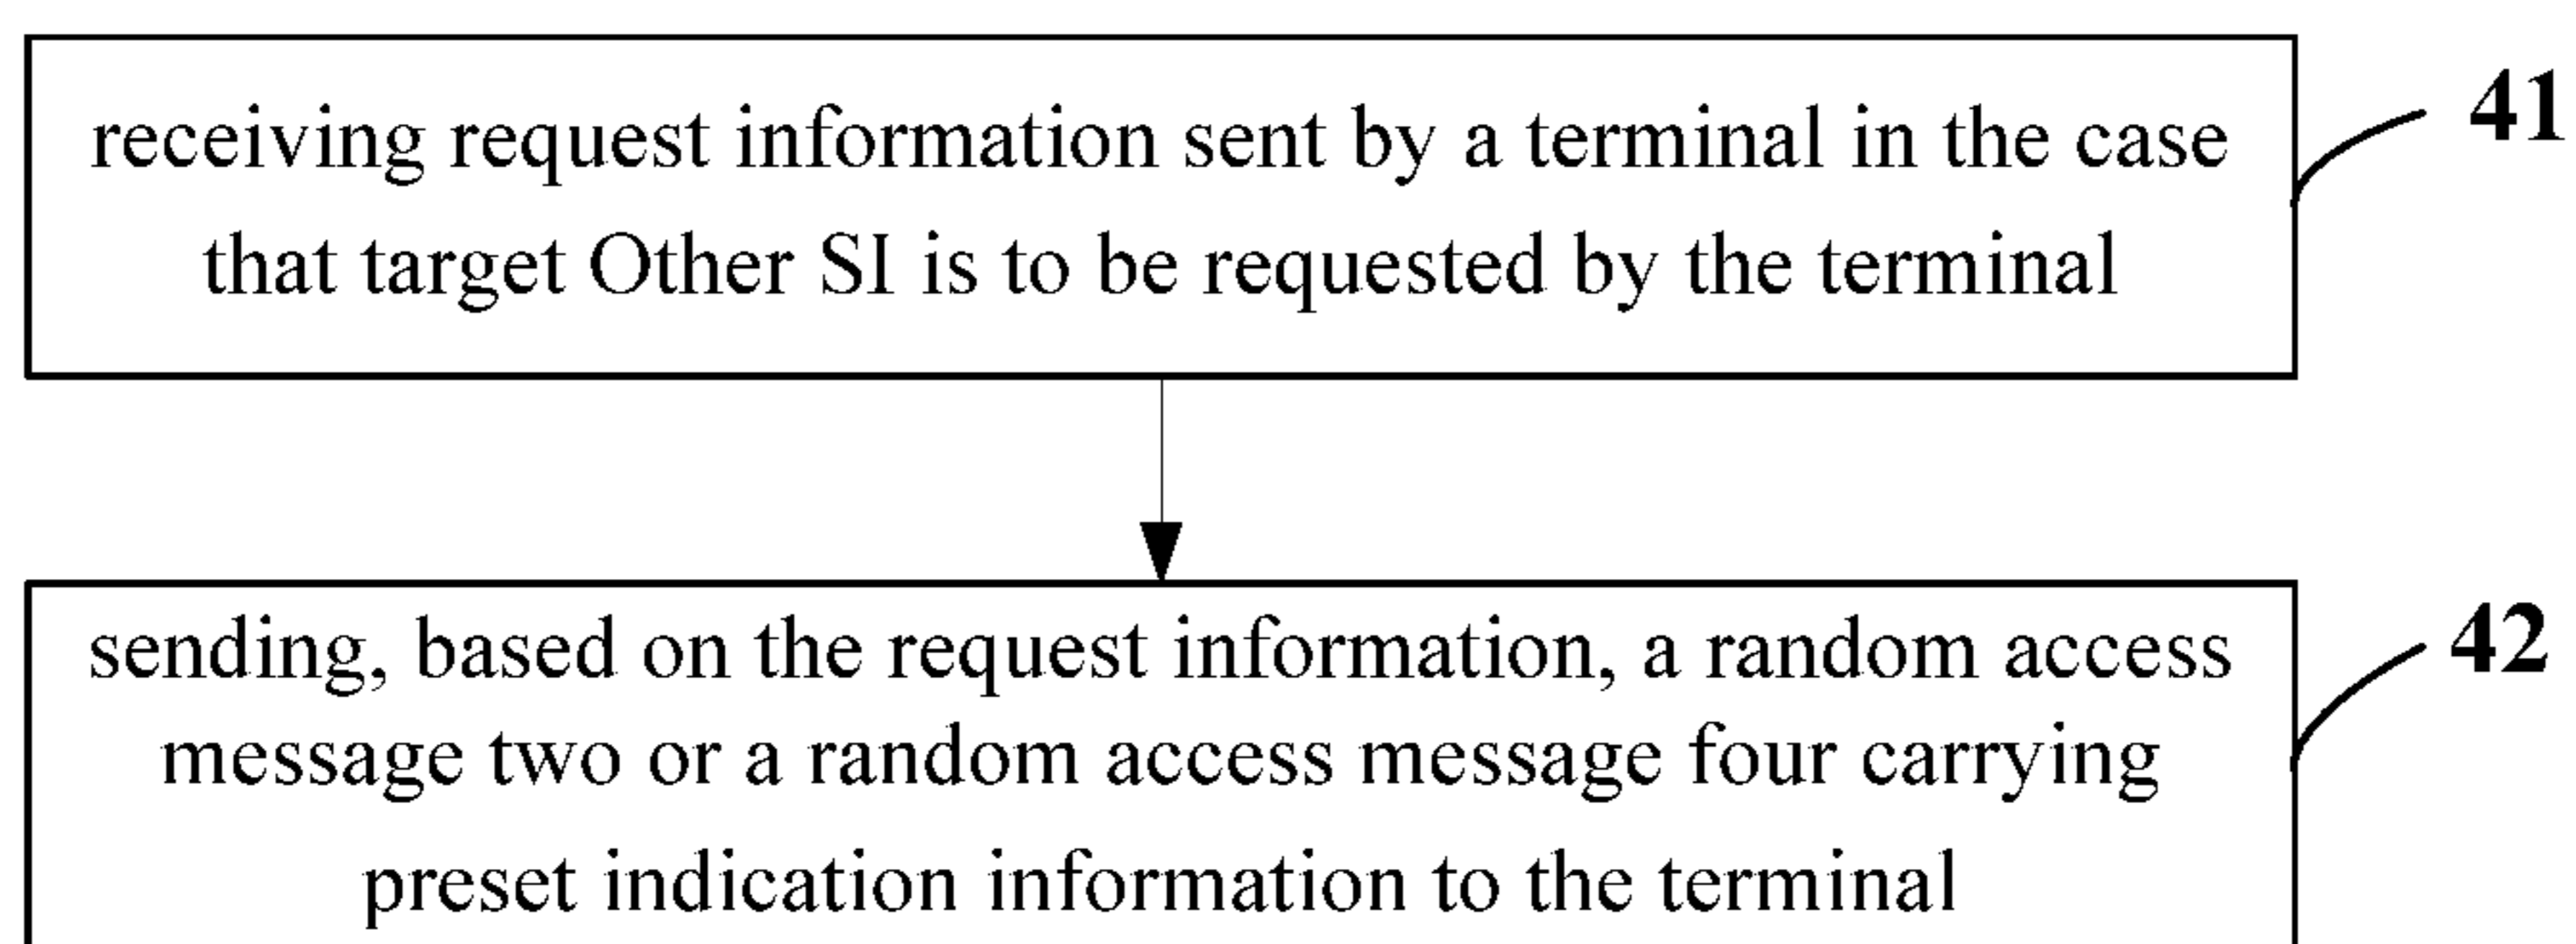 receiving request information sent by a terminal in the case
that target Other SI is to be requested by the terminal
41
sending, based on the request information, a random access
message two or a random access message four carrying
preset indication information to the terminal
42